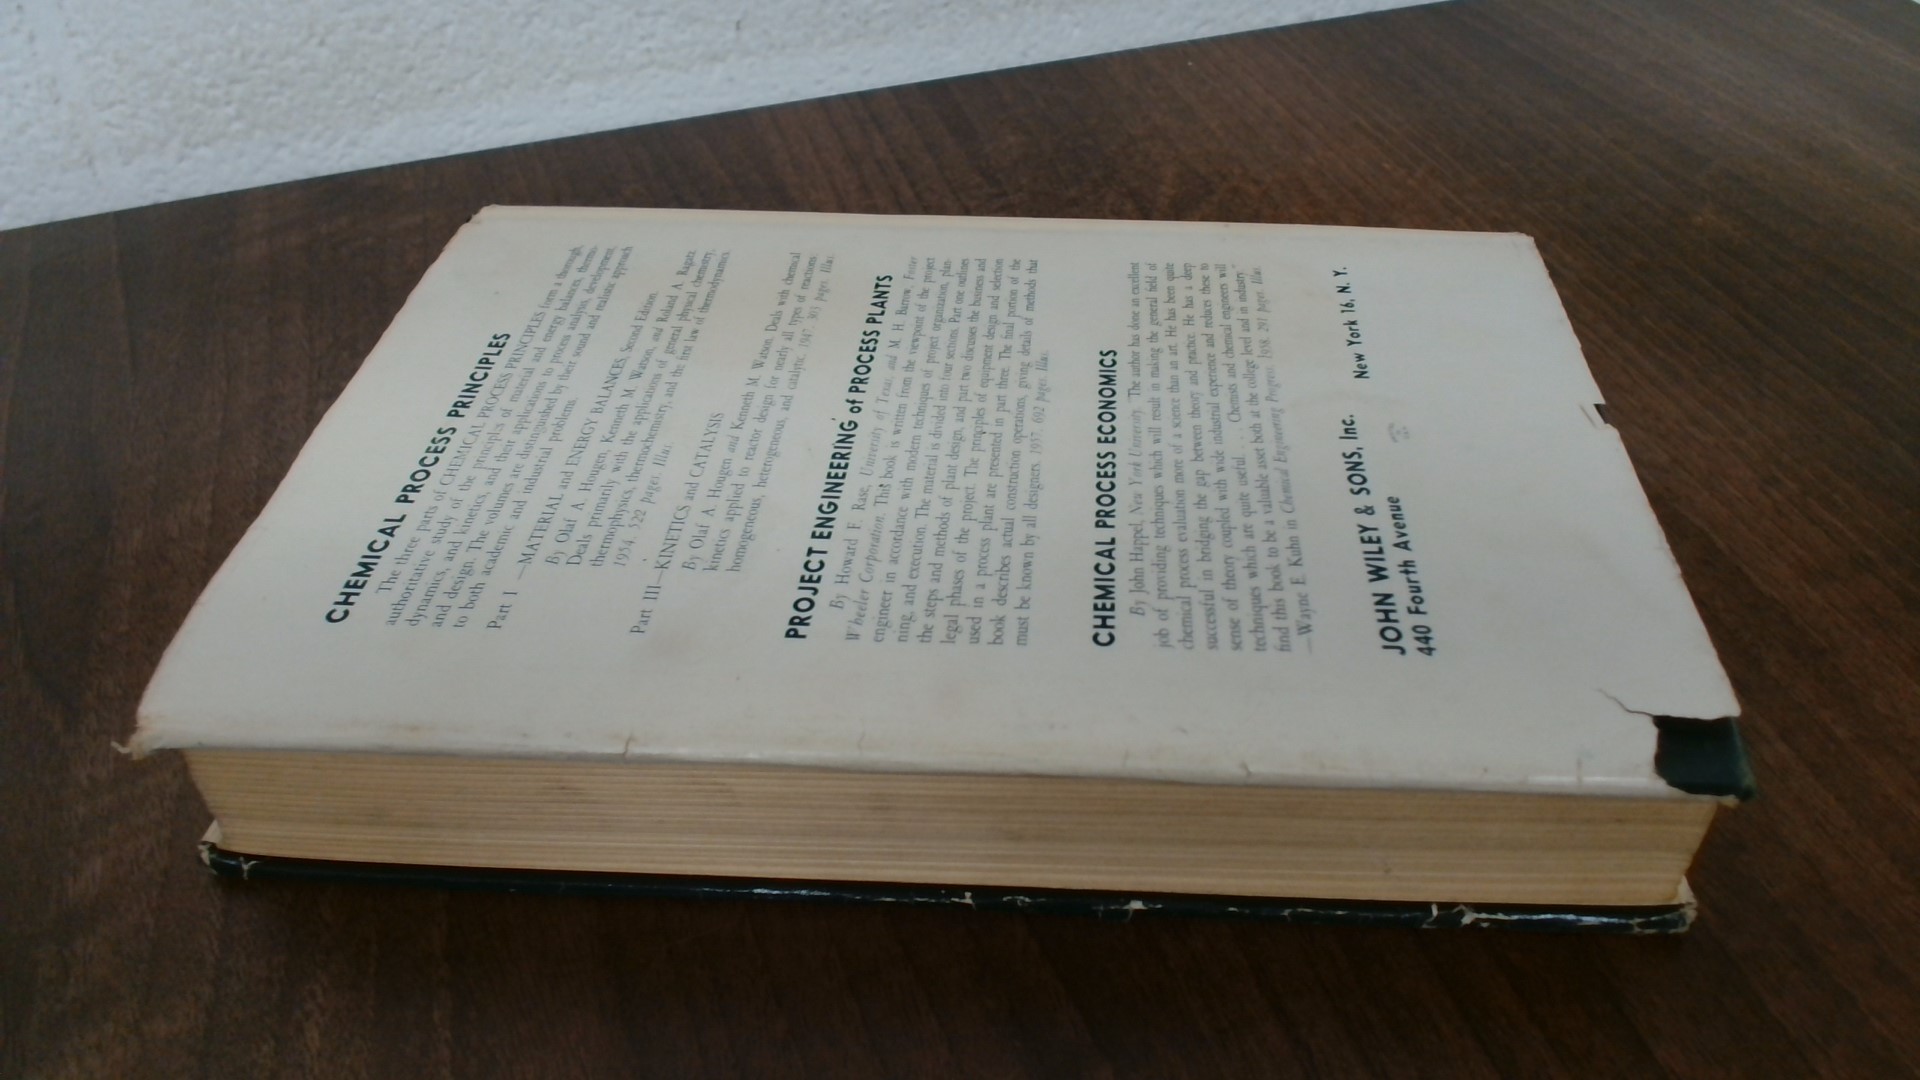 CHEMICAL PROCESS PRINCIPLES
The three parts of CHEMICAL PROCESS PRINCIPLES form a thorough,
authoritative study of the principles of material and energy balances, thermo-
dynamics, and kinetics, and their applications to process analysis, development,
and design. The volumes are distinguished by their sound and realistic approach
to both academic and industrial problems.
Part I —MATERIAL and ENERGY BALANCES, Second Edition.
By Olaf A. Hougen, Kenneth M. Watson, and Roland A. Ragatz.
Deals primarily with the applications of general physical chemistry,
thermophysics, thermochemistry, and the first law of thermodynamics.
1954. 522 pages. Illus.
Part III—KINETICS and CATALYSIS
By Olaf A. Hougen and Kenneth M. Watson. Deals with chemical
kinetics applied to reactor design for nearly all types of reactions:
homogeneous, heterogeneous, and catalytic. 1947. 303 pages. Illus.
PROJECT ENGINEERING of PROCESS PLANTS
By Howard F. Rase, University of Texas; and M. H. Barrow, Foster
Wheeler Corporation. This book is written from the viewpoint of the project
engineer in accordance with modern techniques of project organization, plan-
ning, and execution. The material is divided into four sections. Part one outlines
the steps and methods of plant design, and part two discusses the business and
legal phases of the project. The principles of equipment design and selection
used in a process plant are presented in part three. The final portion of the
book describes actual construction operations, giving details of methods that
must be known by all designers. 1957. 692 pages. Illus.
CHEMICAL PROCESS ECONOMICS
By John Happel, New York University. "The author has done an excellent
job of providing techniques which will result in making the general field of
chemical process evaluation more of a science than an art. He has been quite
successful in bridging the gap between theory and practice. He has a deep
sense of theory coupled with wide industrial experience and reduces these to
techniques which are quite useful. . . . Chemists and chemical engineers will
find this book to be a valuable asset both at the college level and in industry."
—Wayne E. Kuhn in Chemical Engineering Progress. 1958. 291 pages. Illus.
JOHN WILEY & SONS, Inc.
440 Fourth Avenue New York 16, N. Y.